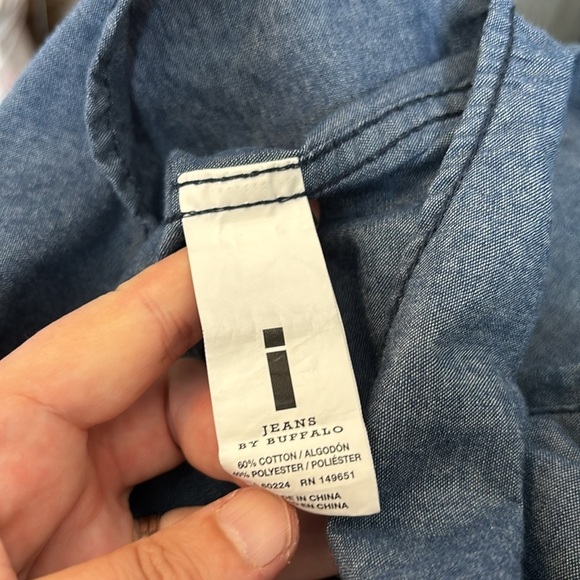 i
JEANS
BY BUFFALO
60% COTTON / ALGODÓN
POLYESTER / POLIÉSTER
RN 149651
IN CHINA
EN CHINA